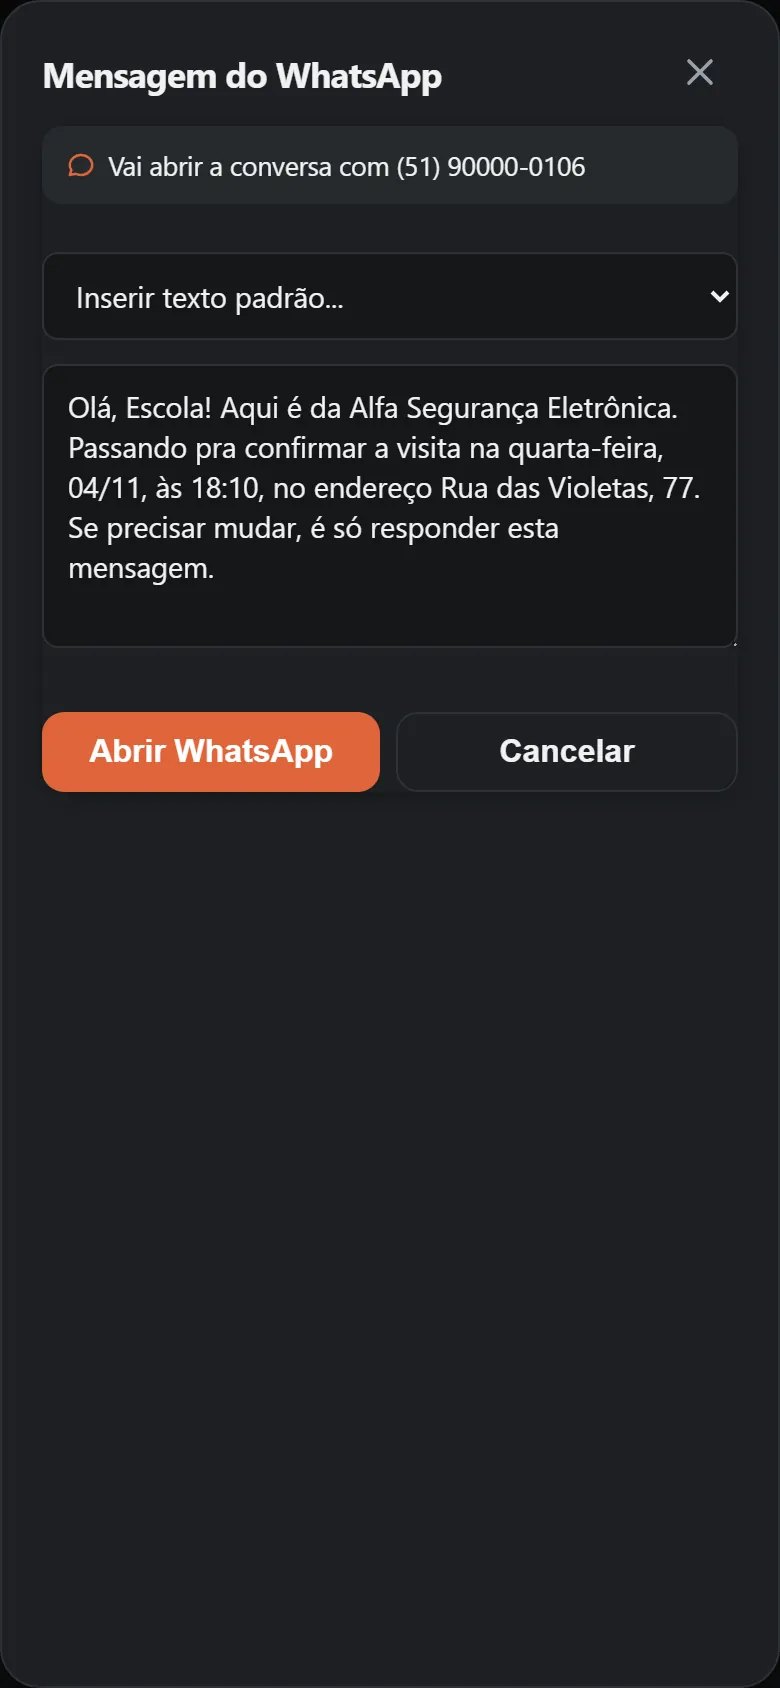 Mensagem do WhatsApp
Vai abrir a conversa com (51) 90000-0106
Inserir texto padrão...
Olá, Escola! Aqui é da Alfa Segurança Eletrônica.
Passando pra confirmar a visita na quarta-feira,
04/11, às 18:10, no endereço Rua das Violetas, 77.
Se precisar mudar, é só responder esta
mensagem.
Abrir WhatsApp
Cancelar